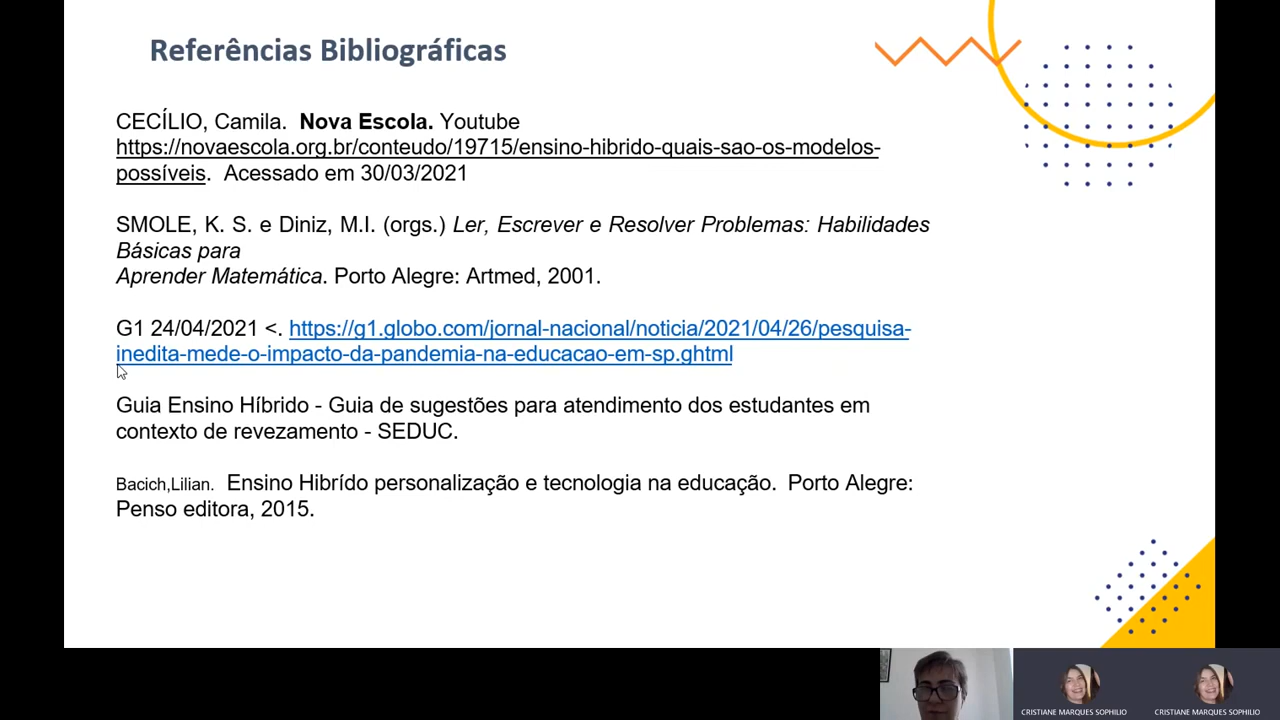 Referências Bibliográficas
CECÍLIO, Camila. Nova Escola. Youtube
https://novaescola.org.br/conteudo/19715/ensino-hibrido-quais-sao-os-modelos-
possíveis. Acessado em 30/03/2021
SMOLE, K. S. e Diniz, M.I. (orgs.) Ler, Escrever e Resolver Problemas: Habilidades
Básicas para
Aprender Matemática. Porto Alegre: Artmed, 2001.
G1 24/04/2021 <. https://g1.globo.com/jornal-nacional/noticia/2021/04/26/pesquisa-
inedita-mede-o-impacto-da-pandemia-na-educacao-em-sp.ghtml
Guia Ensino Híbrido - Guia de sugestões para atendimento dos estudantes em
contexto de revezamento - SEDUC.
Bacich,Lilian. Ensino Hibrído personalização e tecnologia na educação. Porto Alegre:
Penso editora, 2015.
CRISTIANE MARQUES SOPHILIO
CRISTIANE MARQUES SOPHILIO